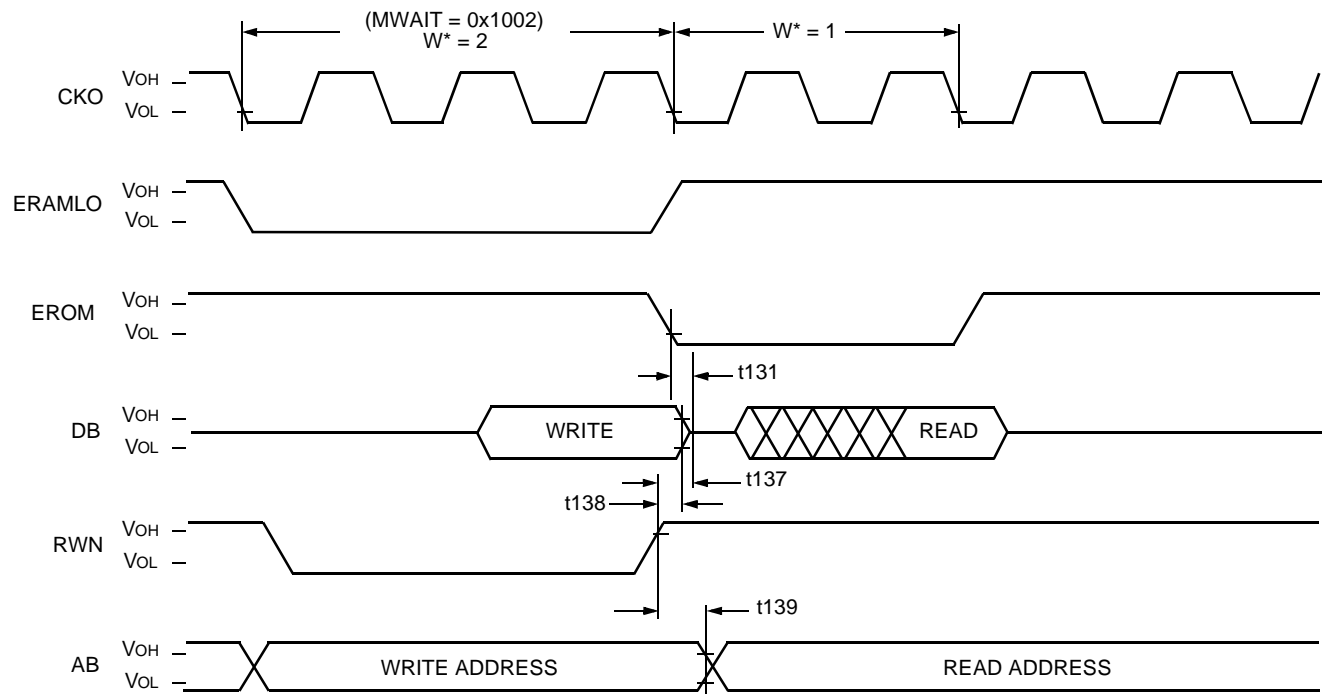 (MWAIT = 0x1002)
W* = 2
W* = 1
CKO
VOH
VOL
ERAMLO
VOH
VOL
EROM
VOH
VOL
t131
DB
VOH
VOL
WRITE
READ
t137
t138
RWN
VOH
VOL
t139
AB
VOH
VOL
WRITE ADDRESS
READ ADDRESS